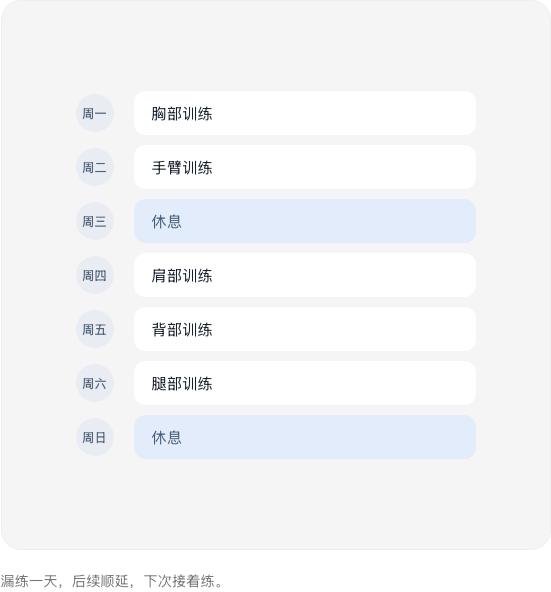 周一 胸部训练
周二 手臂训练
周三 休息
周四 肩部训练
周五 背部训练
周六 腿部训练
周日 休息
漏练一天，后续顺延，下次接着练。